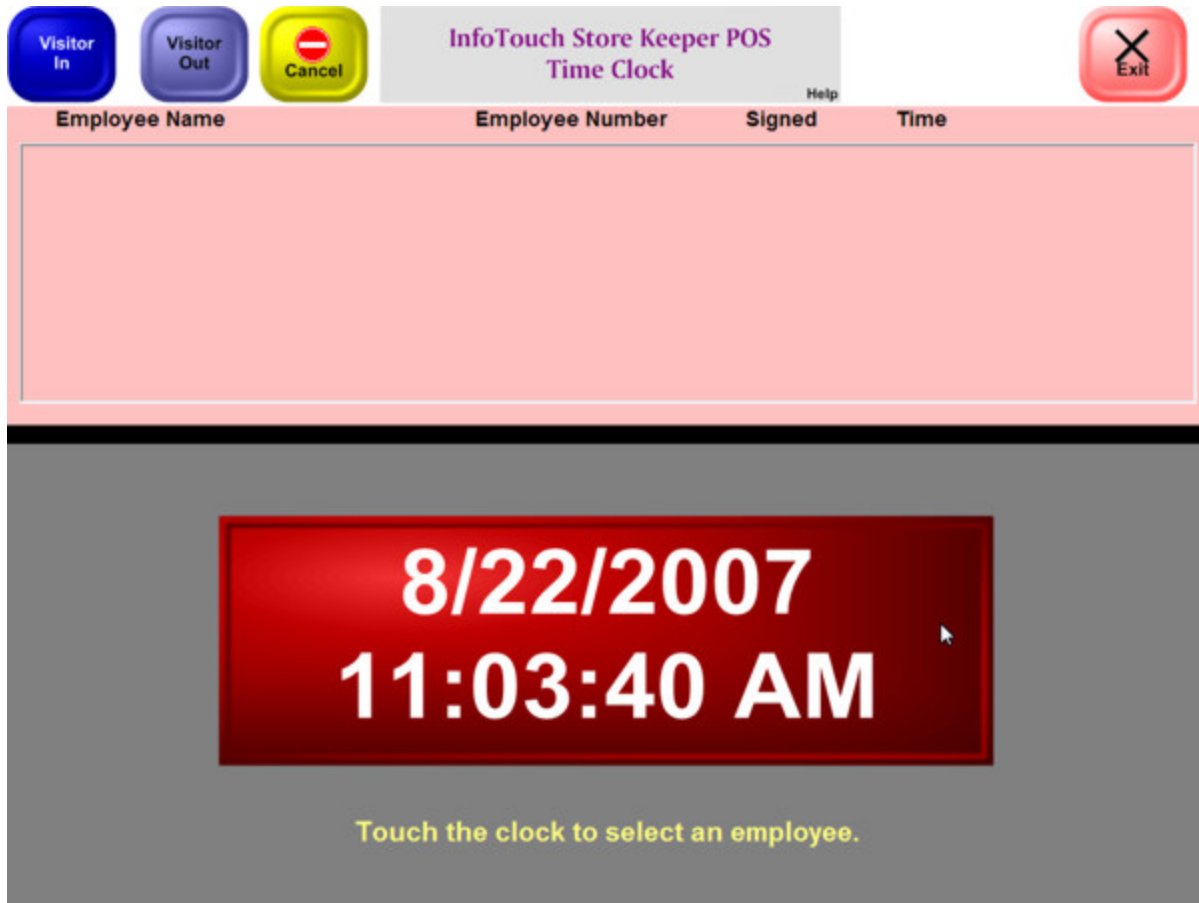 Visitor
In
Visitor
Out
Cancel
InfoTouch Store Keeper POS
Time Clock
Help
Exit
Employee Name Employee Number Signed Time
8/22/2007
11:03:40 AM
Touch the clock to select an employee.